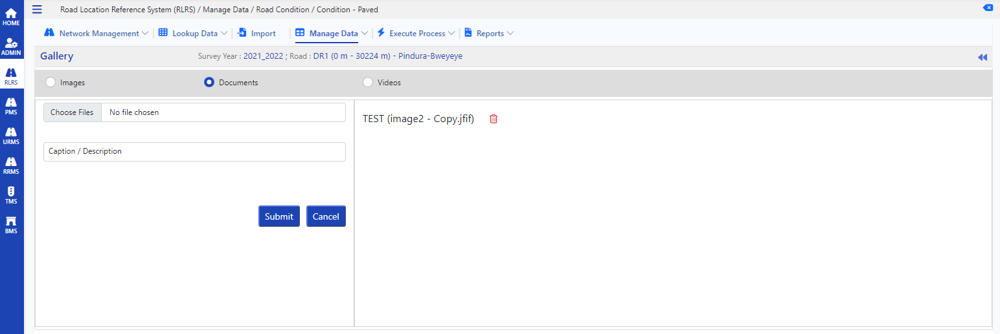 HOME
ADMIN
RLRS
PMS
URMS
RRMS
TMS
BMS
Road Location Reference System (RLRS) / Manage Data / Road Condition / Condition - Paved
Network Management Lookup Data Import Manage Data Execute Process Reports
Gallery Survey Year : 2021_2022 ; Road : DR1 (0 m - 30224 m) - Pindura-Bweyeye
Images Documents Videos
Choose Files No file chosen
TEST (image2 - Copy.jfif)
Caption / Description
Submit Cancel